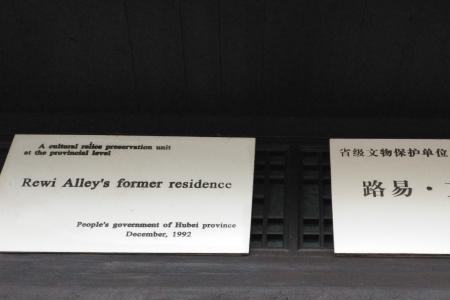 A cultural relics preservation unit
at the provincial level
Rewi Alley's former residence
People's government of Hubei province
December, 1992
省级文物保护单位
路易·